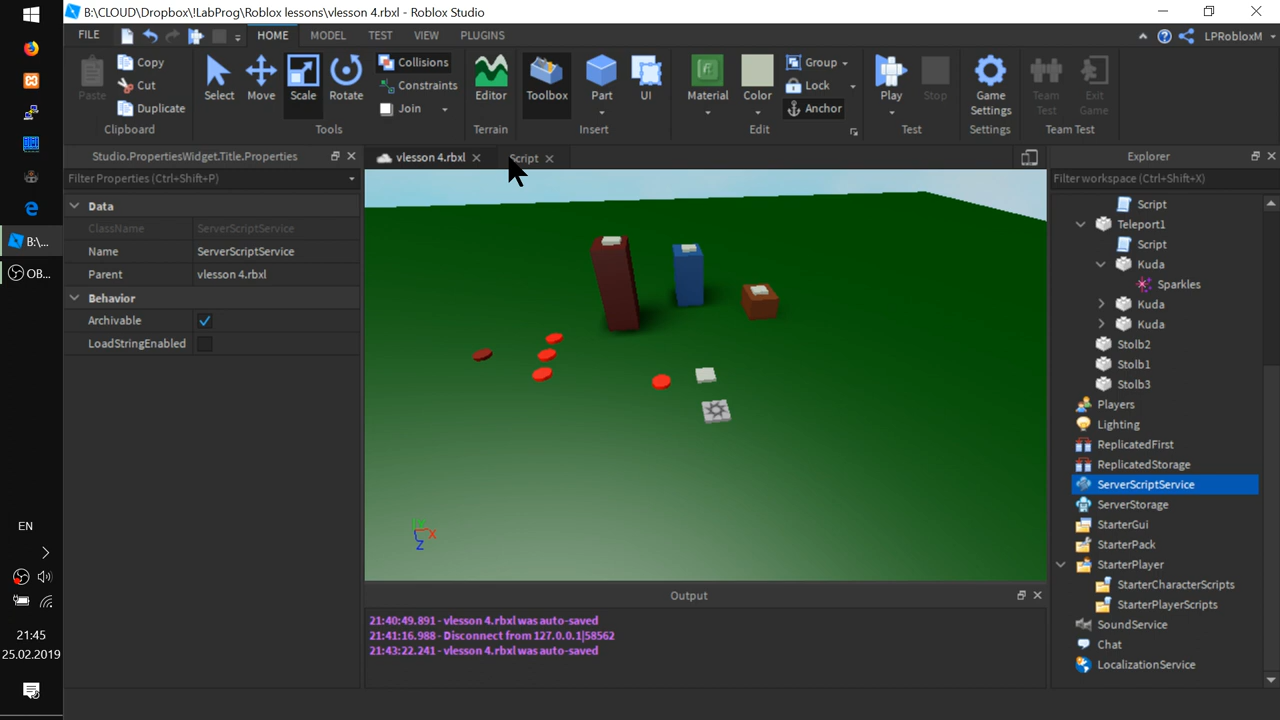 B:\CLOUD\Dropbox\!LabProg\Roblox lessons\vlesson 4.rbxl - Roblox Studio
FILE HOME MODEL TEST VIEW PLUGINS
LPRobloxM
Paste Copy Cut Duplicate
Clipboard
Select Move Scale Rotate
Collisions
Constraints
Join
Tools
Editor
Terrain
Toolbox Part UI
Insert
Material Color
Group
Lock
Anchor
Edit
Play Stop
Test
Game Settings
Settings
Team Test Exit Game
Team Test
Studio.PropertiesWidget.Title.Properties
Filter Properties (Ctrl+Shift+P)
Data
ClassName ServerScriptService
Name ServerScriptService
Parent vlesson 4.rbxl
Behavior
Archivable
LoadStringEnabled
vlesson 4.rbxl Script
X
Z
Output
21:40:49.891 - vlesson 4.rbxl was auto-saved
21:41:16.988 - Disconnect from 127.0.0.1|58562
21:43:22.241 - vlesson 4.rbxl was auto-saved
Explorer
Filter workspace (Ctrl+Shift+X)
Script
Teleport1
Script
Kuda
Sparkles
Kuda
Kuda
Stolb2
Stolb1
Stolb3
Players
Lighting
ReplicatedFirst
ReplicatedStorage
ServerScriptService
ServerStorage
StarterGui
StarterPack
StarterPlayer
StarterCharacterScripts
StarterPlayerScripts
SoundService
Chat
LocalizationService
B:\...
OB...
EN
21:45
25.02.2019